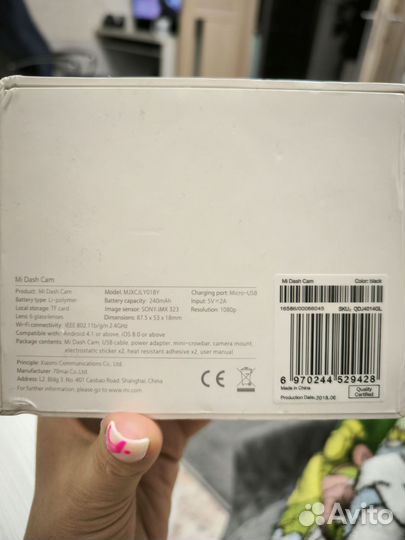 Mi Dash Cam
Product: Mi Dash Cam Model: MJXCJLY01BY Charging port: Micro-USB
Battery type: Li-polymer Battery capacity: 240mAh Input: 5V⎓2A
Local storage: TF card Image sensor: SONY IMX 323 Resolution: 1080p
Lens: 6 glass lenses Dimensions: 87.5 x 53 x 18mm
Wi-Fi connectivity: IEEE 802.11b/g/n 2.4GHz
Compatible with: Android 4.1 or above, iOS 8.0 or above
Package contents: Mi Dash Cam, USB cable, power adapter, mini-crowbar, camera mount,
electrostatic sticker x2, heat resistant adhesive x2, user manual
Principle: Xiaomi Communications Co., Ltd.
Manufacturer: 70mai Co., Ltd.
Address: L2, Bldg 5, No. 401 Caobao Road, Shanghai, China
For further information, please go to www.mi.com
CE
Mi Dash Cam Color: black
16586/00066045 SKU: QDJ4014GL
6 970244 529428
Made in China
Production Date: 2018.06
Quality
Certified
Avito